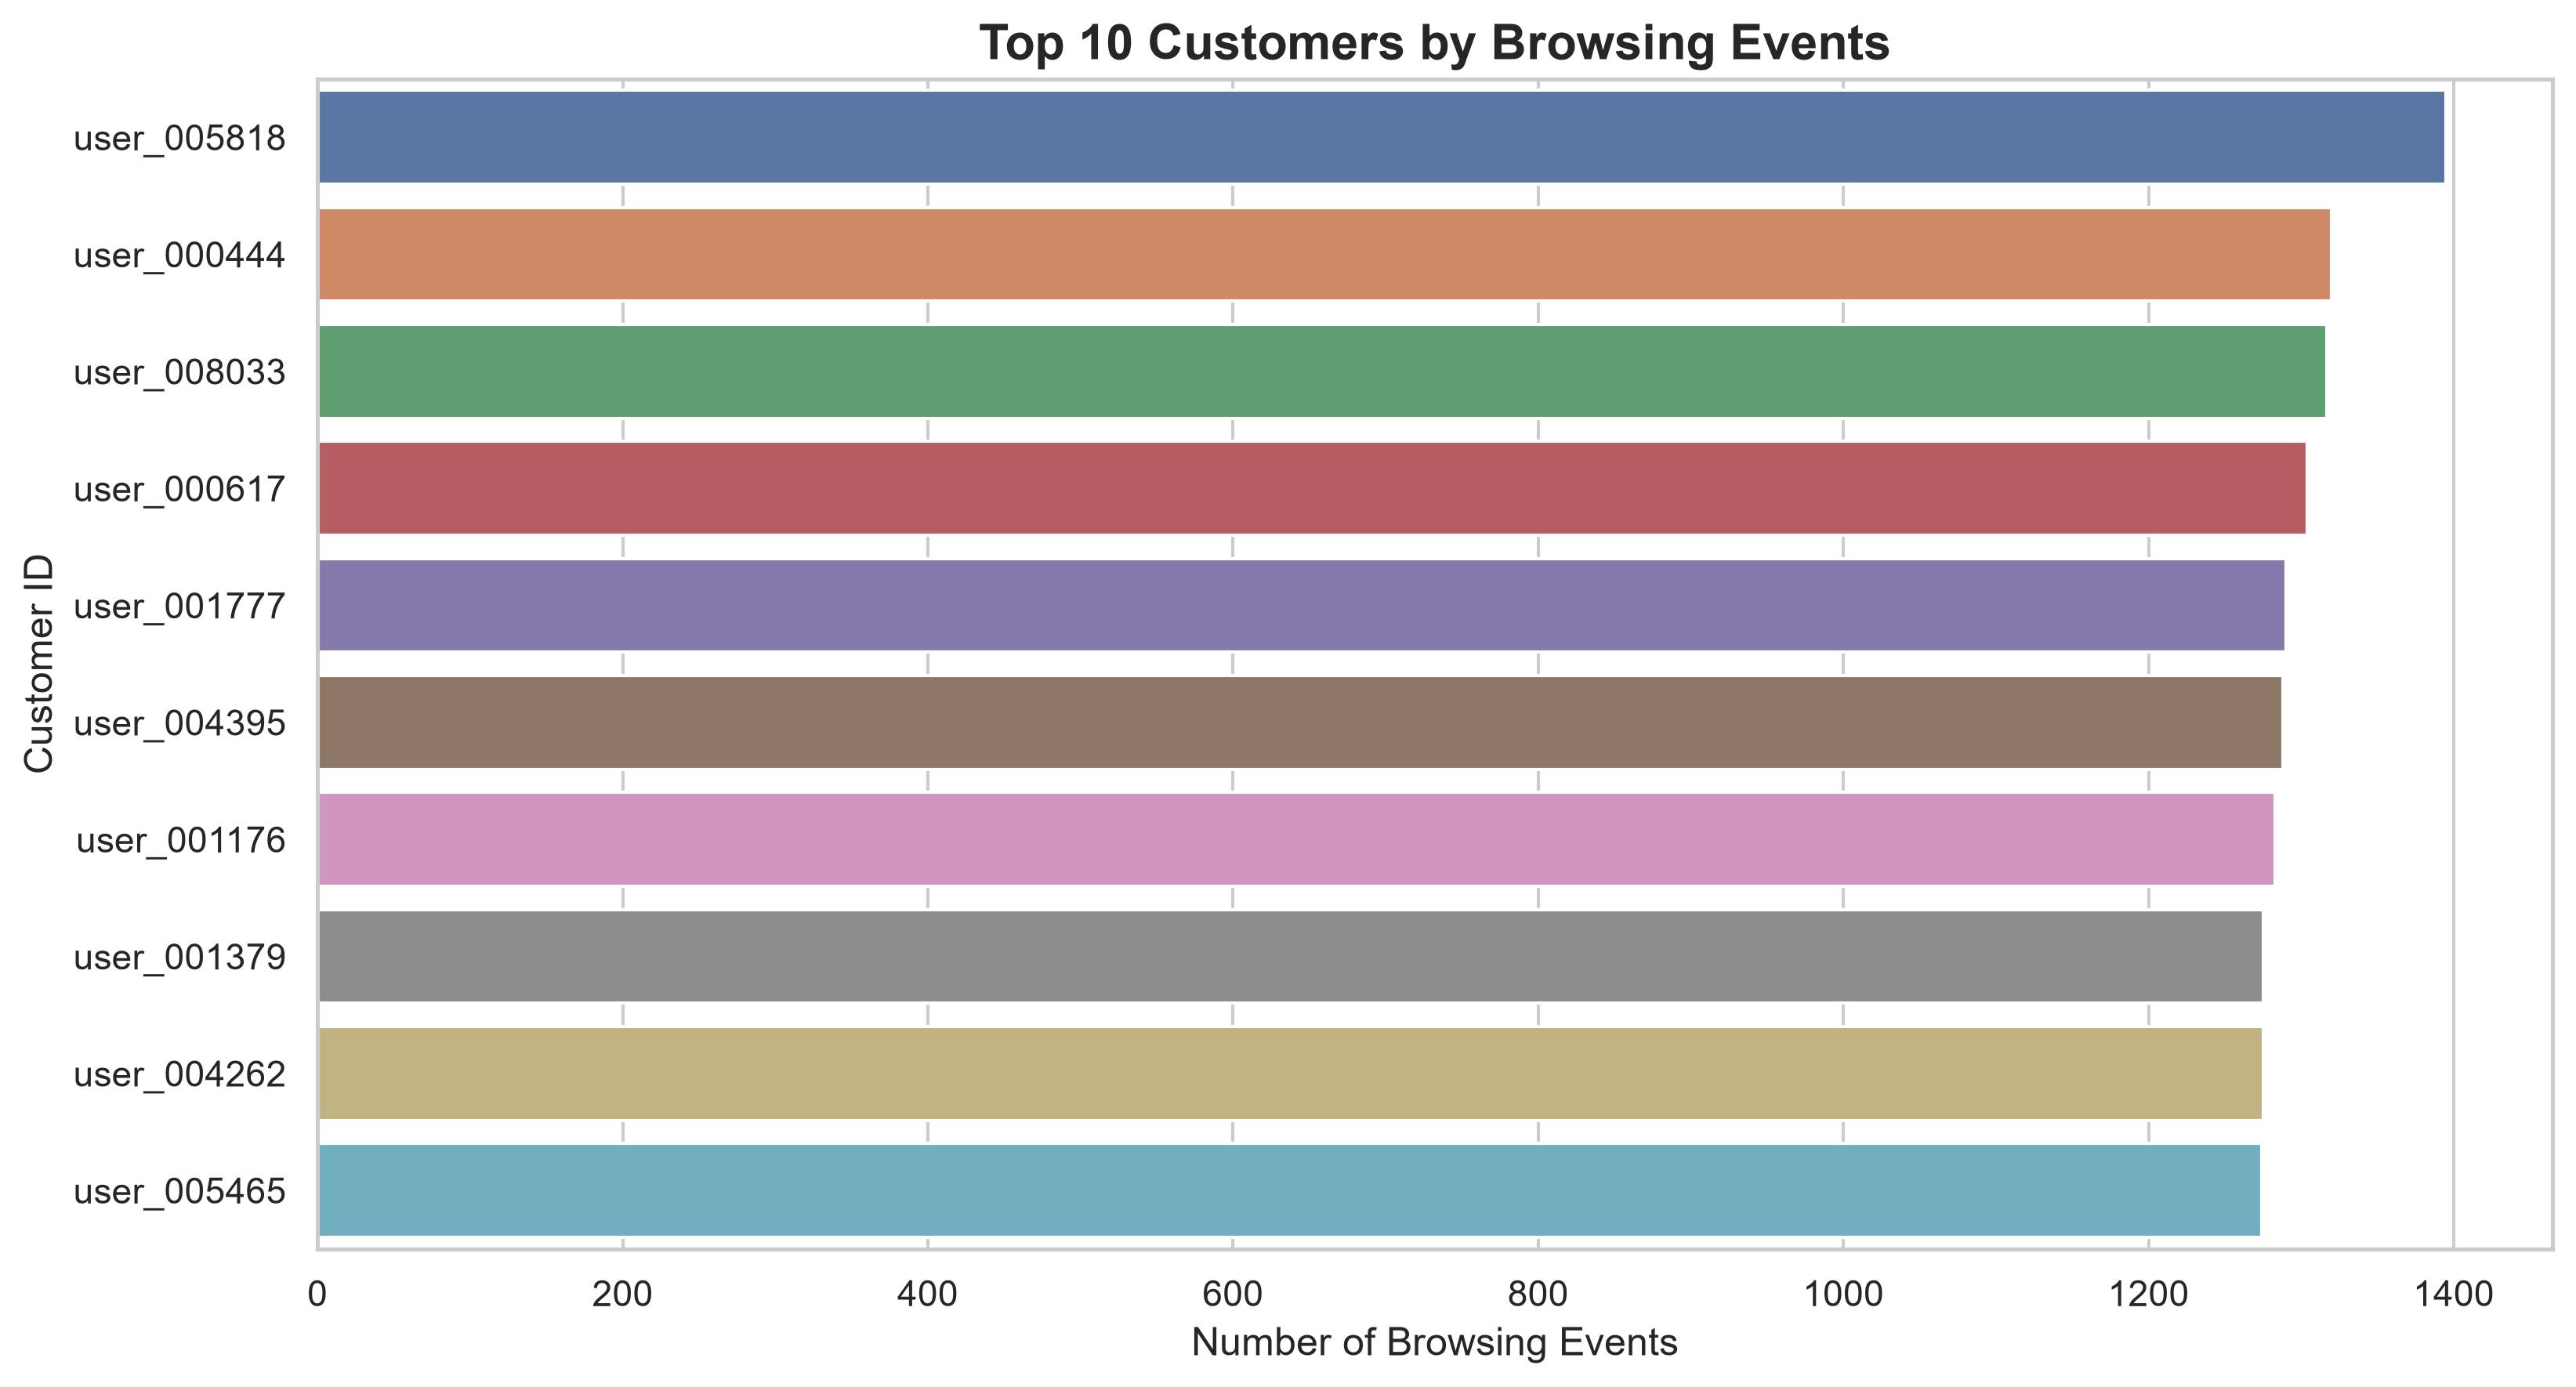 Top 10 Customers by Browsing Events
Customer ID
user_005818
user_000444
user_008033
user_000617
user_001777
user_004395
user_001176
user_001379
user_004262
user_005465
0 200 400 600 800 1000 1200 1400
Number of Browsing Events